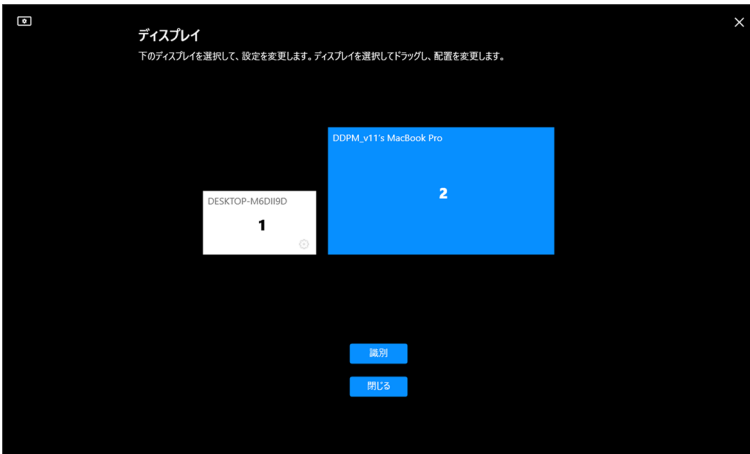 ディスプレイ
下のディスプレイを選択して、設定を変更します。ディスプレイを選択してドラッグし、配置を変更します。
DDPM_v11's MacBook Pro
2
DESKTOP-M6DII9D
1
識別
閉じる